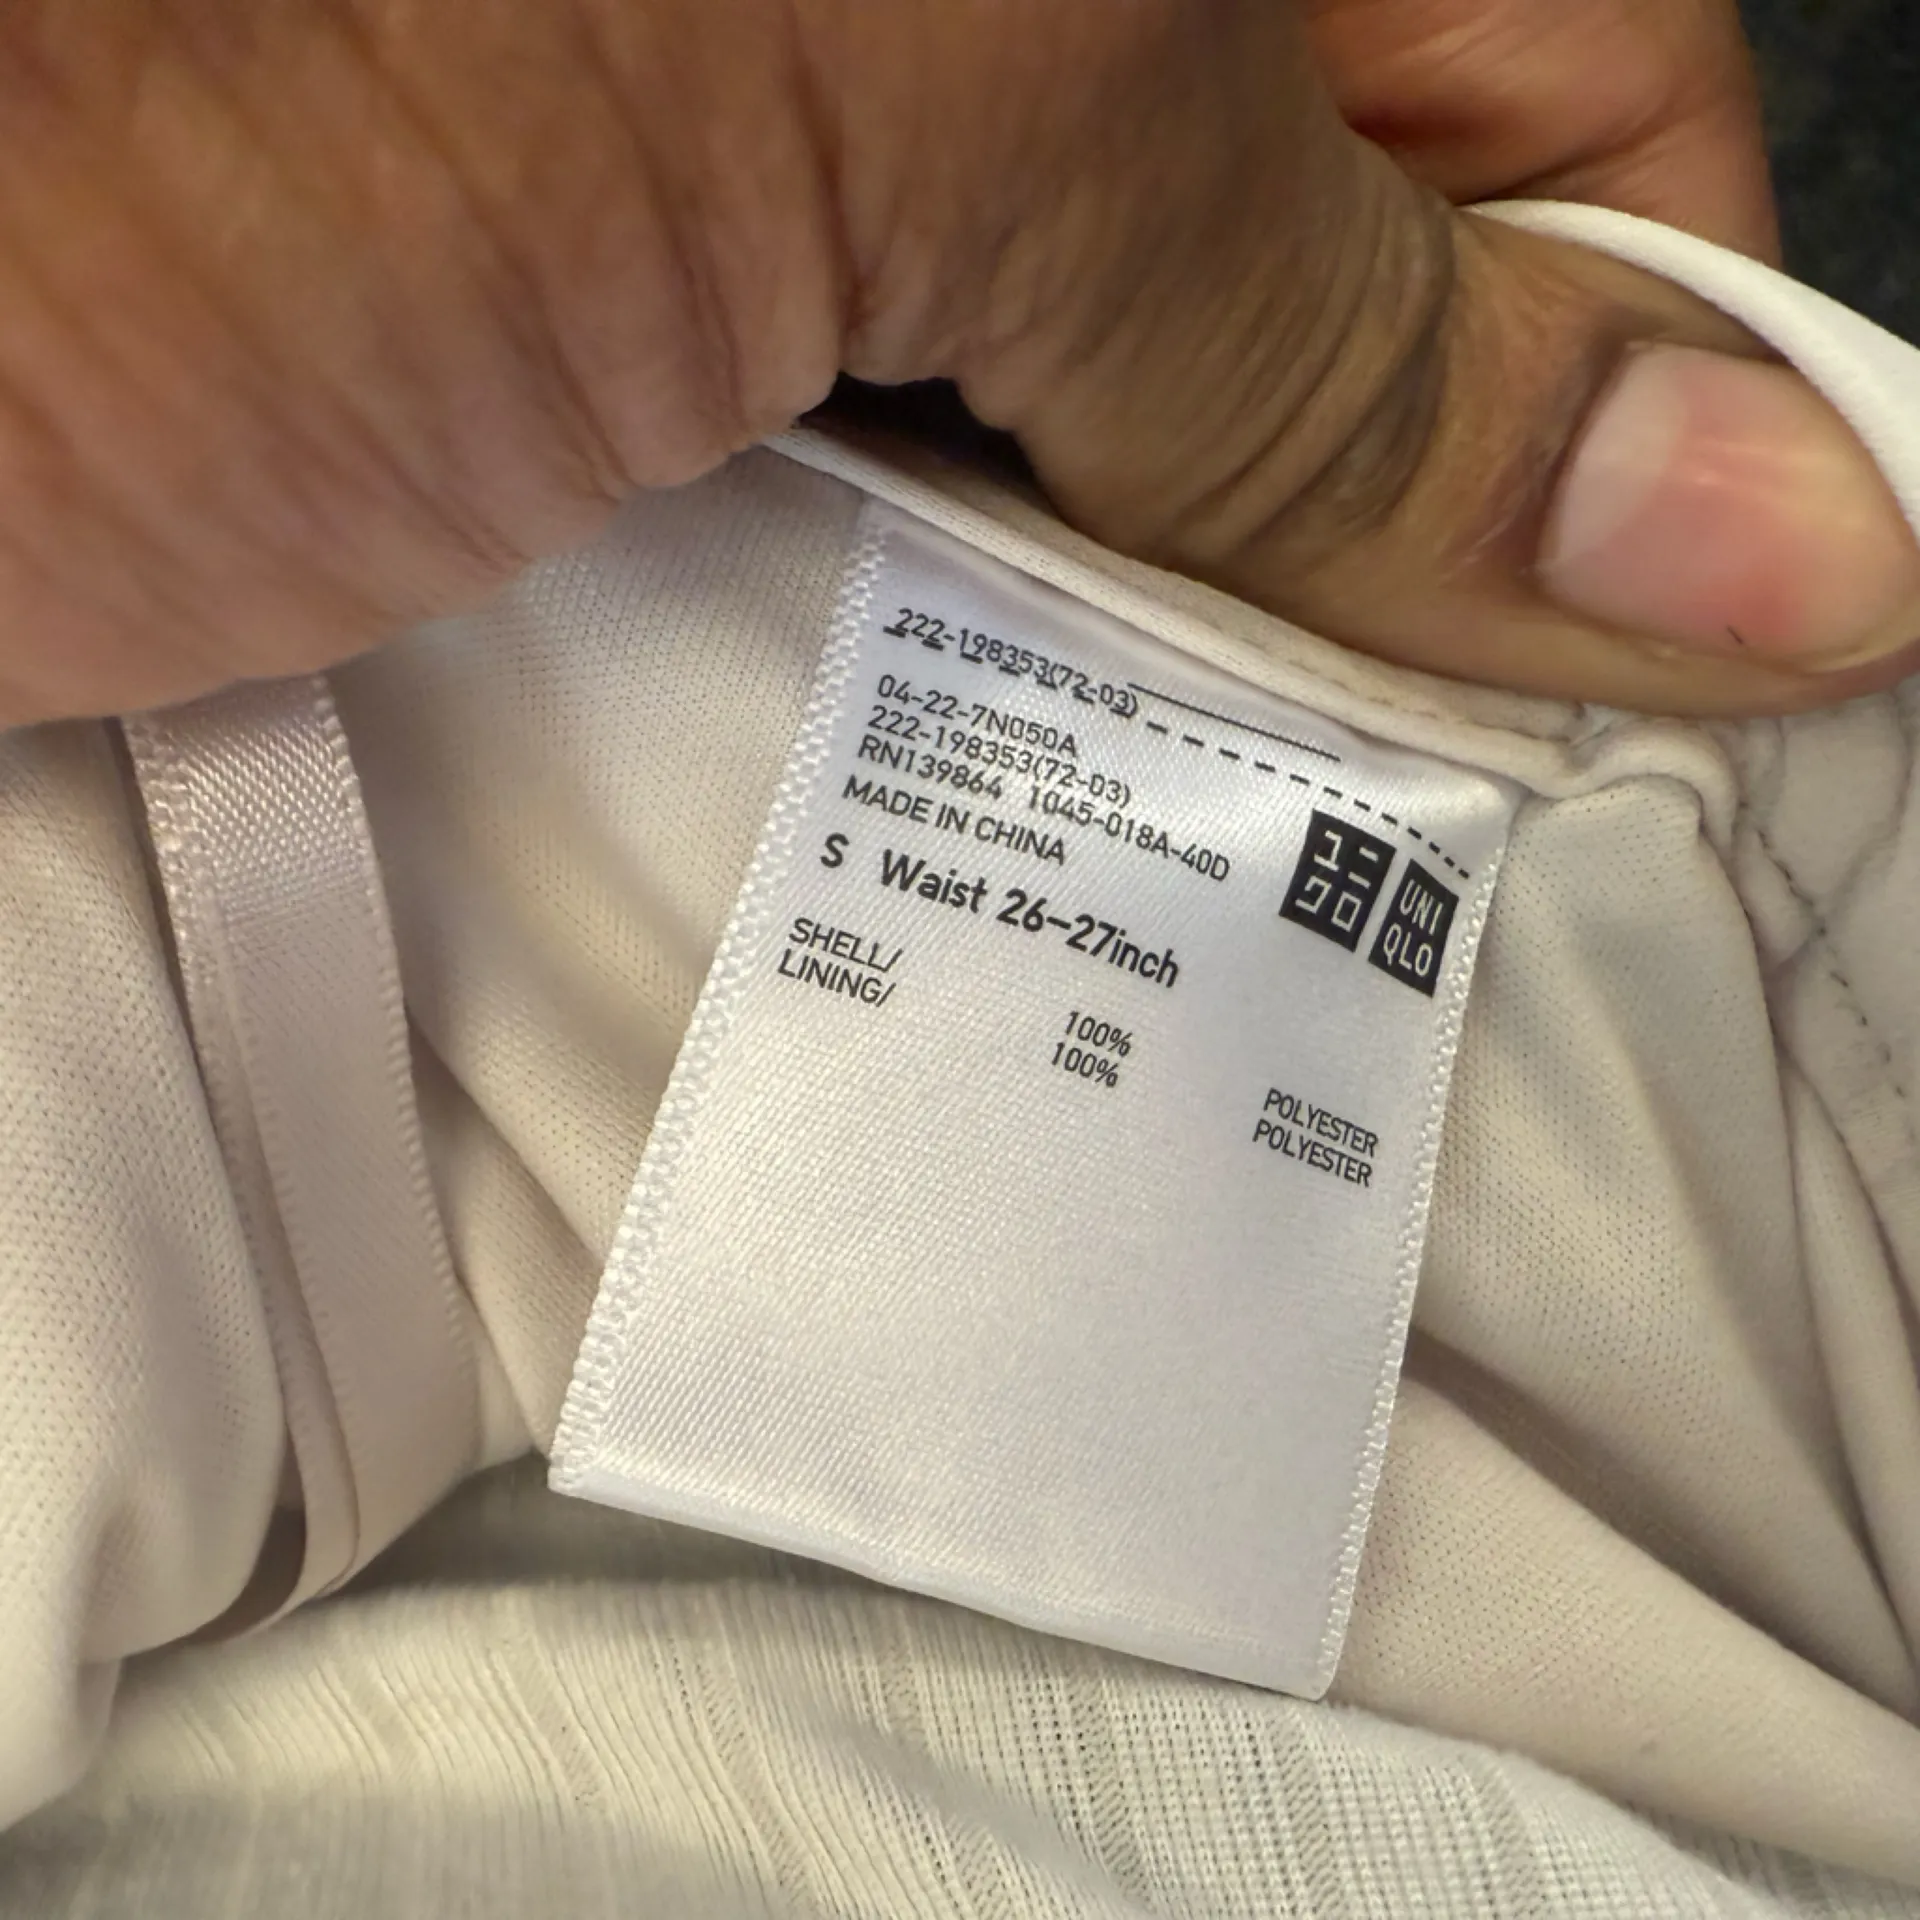 222-198353(72-03)
04-22-7N050A
222-198353(72-03)
RN139864 1045-018A-40D
MADE IN CHINA
S Waist 26-27inch
ユニ
クロ
UNI
QLO
SHELL/
LINING/
100%
100%
POLYESTER
POLYESTER